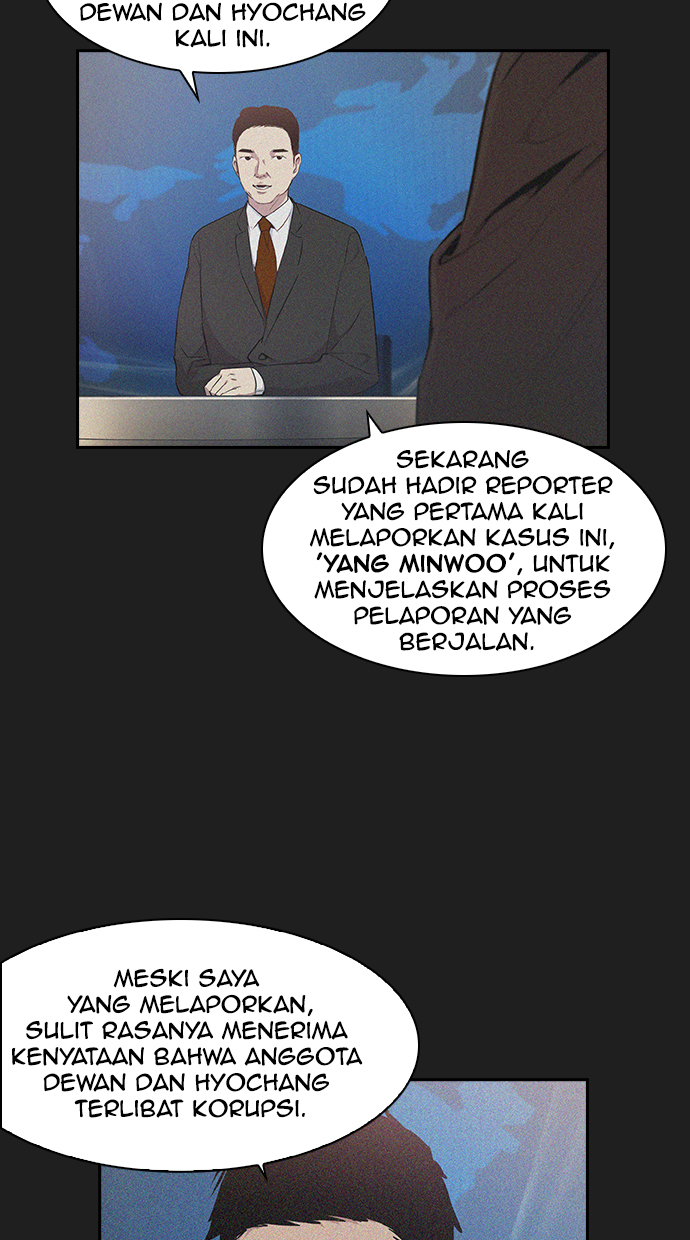 DEWAN DAN HYOCHANG
KALI INI.
SEKARANG
SUDAH HADIR REPORTER
YANG PERTAMA KALI
MELAPORKAN KASUS INI,
'YANG MINWOO', UNTUK
MENJELASKAN PROSES
PELAPORAN YANG
BERJALAN.
MESKI SAYA
YANG MELAPORKAN,
SULIT RASANYA MENERIMA
KENYATAAN BAHWA ANGGOTA
DEWAN DAN HYOCHANG
TERLIBAT KORUPSI.